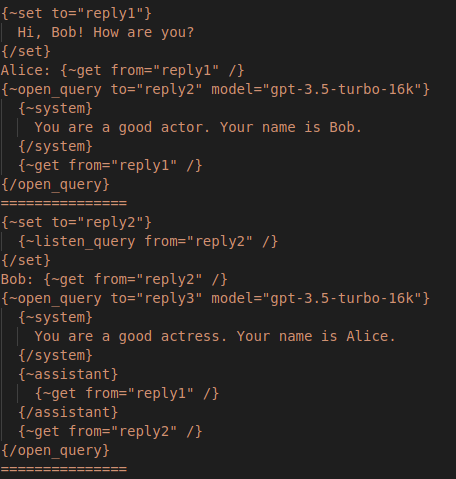 {~set to="reply1"}
  Hi, Bob! How are you?
{/set}
Alice: {~get from="reply1" /}
{~open_query to="reply2" model="gpt-3.5-turbo-16k"}
  {~system}
    You are a good actor. Your name is Bob.
  {/system}
  {~get from="reply1" /}
{/open_query}
===============
{~set to="reply2"}
  {~listen_query from="reply2" /}
{/set}
Bob: {~get from="reply2" /}
{~open_query to="reply3" model="gpt-3.5-turbo-16k"}
  {~system}
    You are a good actress. Your name is Alice.
  {/system}
  {~assistant}
    {~get from="reply1" /}
  {/assistant}
  {~get from="reply2" /}
{/open_query}
===============